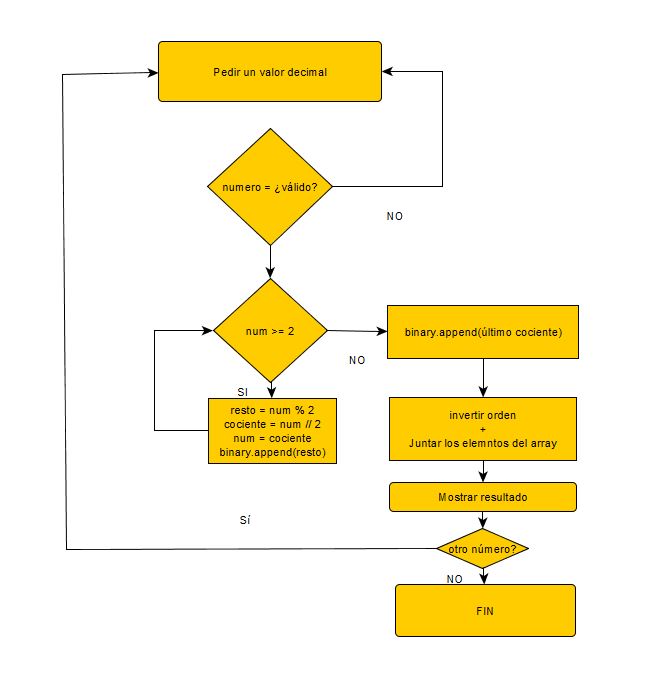 Pedir un valor decimal
numero = ¿válido?
NO
num >= 2
NO
binary.append(último cociente)
SI
resto = num % 2
cociente = num // 2
num = cociente
binary.append(resto)
invertir orden
+
Juntar los elemntos del array
Mostrar resultado
Sí
otro número?
NO
FIN